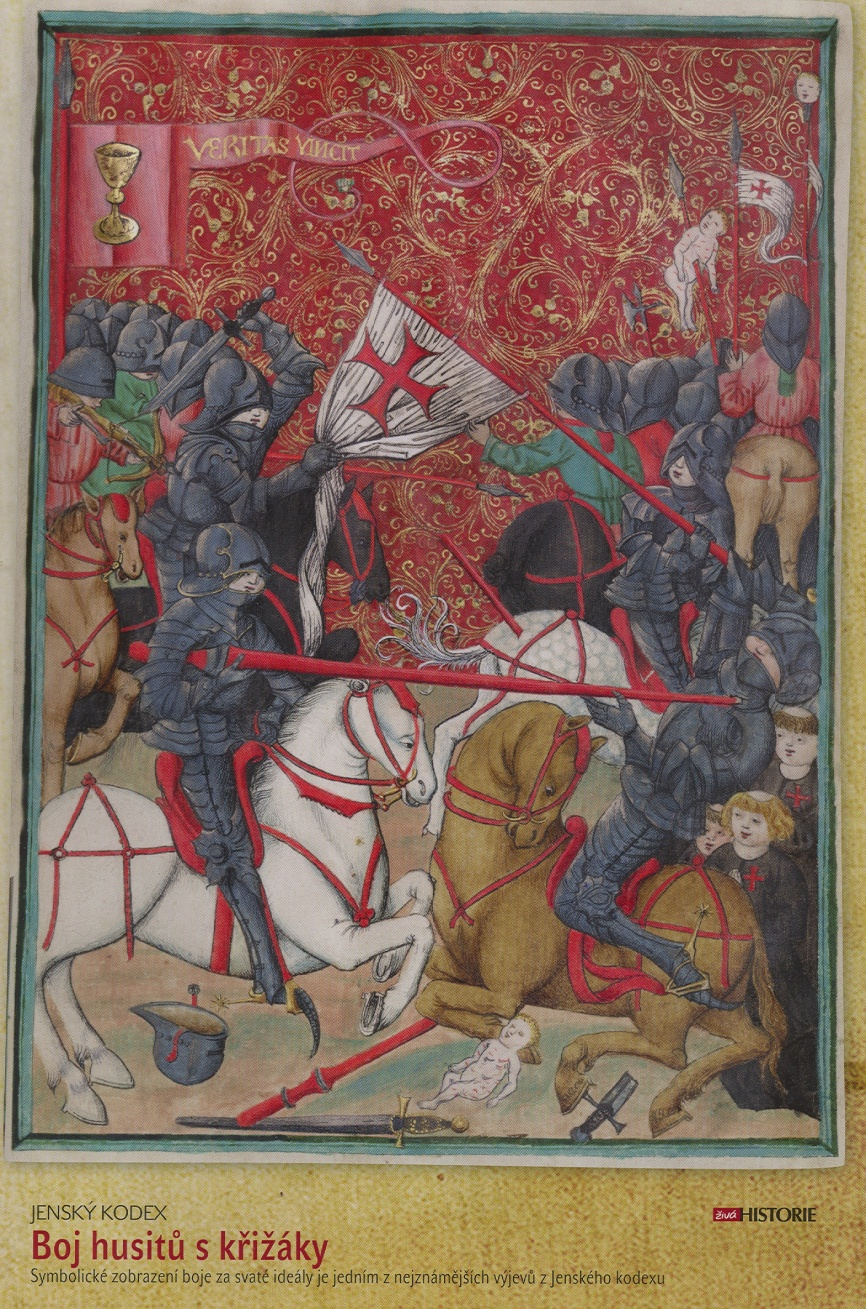 VERITAS VINCIT
JENSKÝ KODEX
živá HISTORIE
Boj husitů s křižáky
Symbolické zobrazení boje za svaté ideály je jedním z nejznámějších výjevů z Jenského kodexu